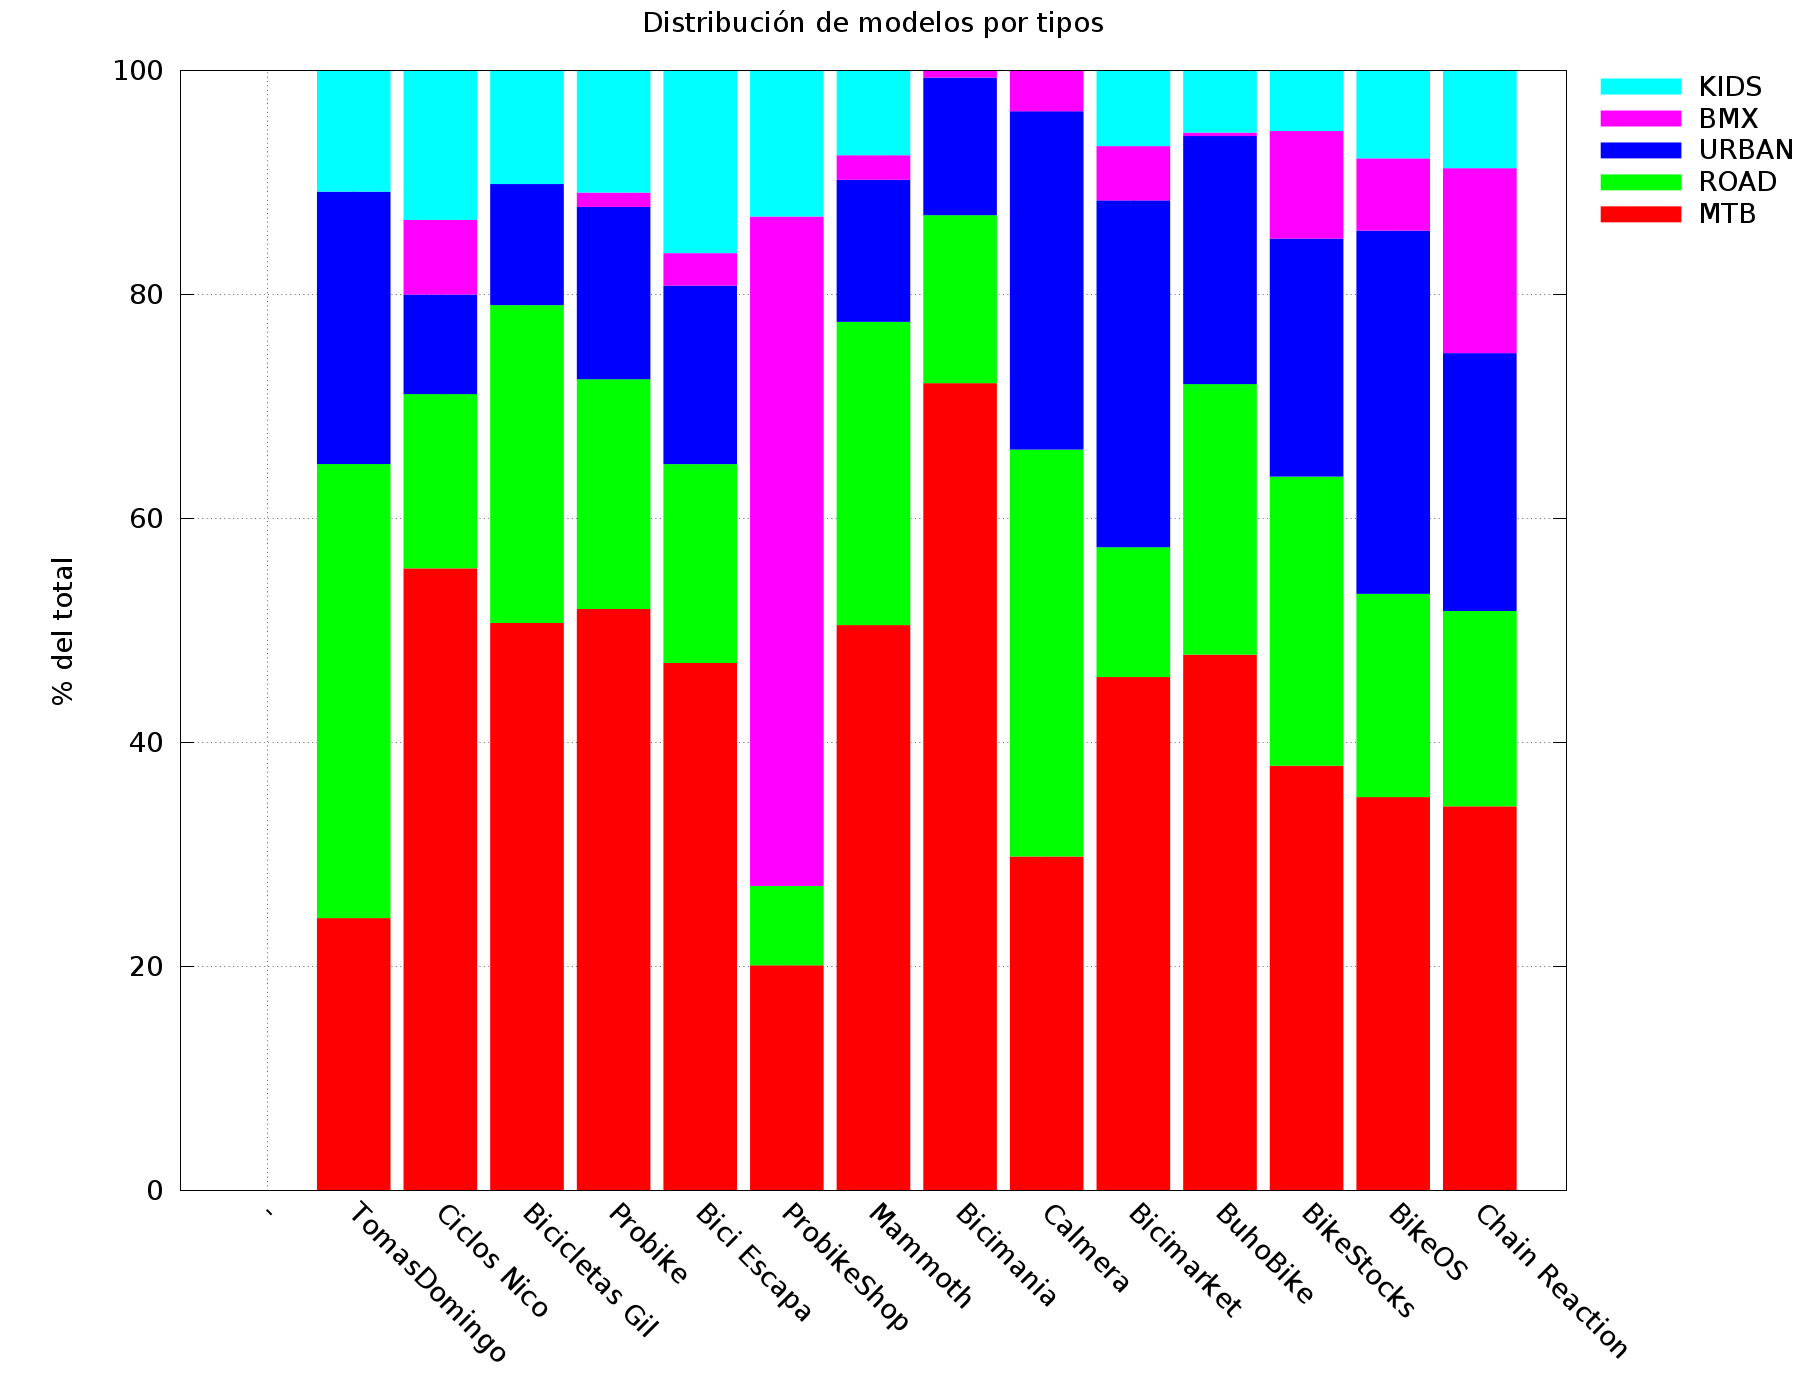 Distribución de modelos por tipos
100
80
60
40
20
0
% del total
-
TomasDomingo
Ciclos Nico
Bicicletas Gil
Probike
Bici Escapa
ProbikeShop
Mammoth
Bicimania
Calmera
Bicimarket
BuhoBike
BikeStocks
BikeOS
Chain Reaction
KIDS
BMX
URBAN
ROAD
MTB